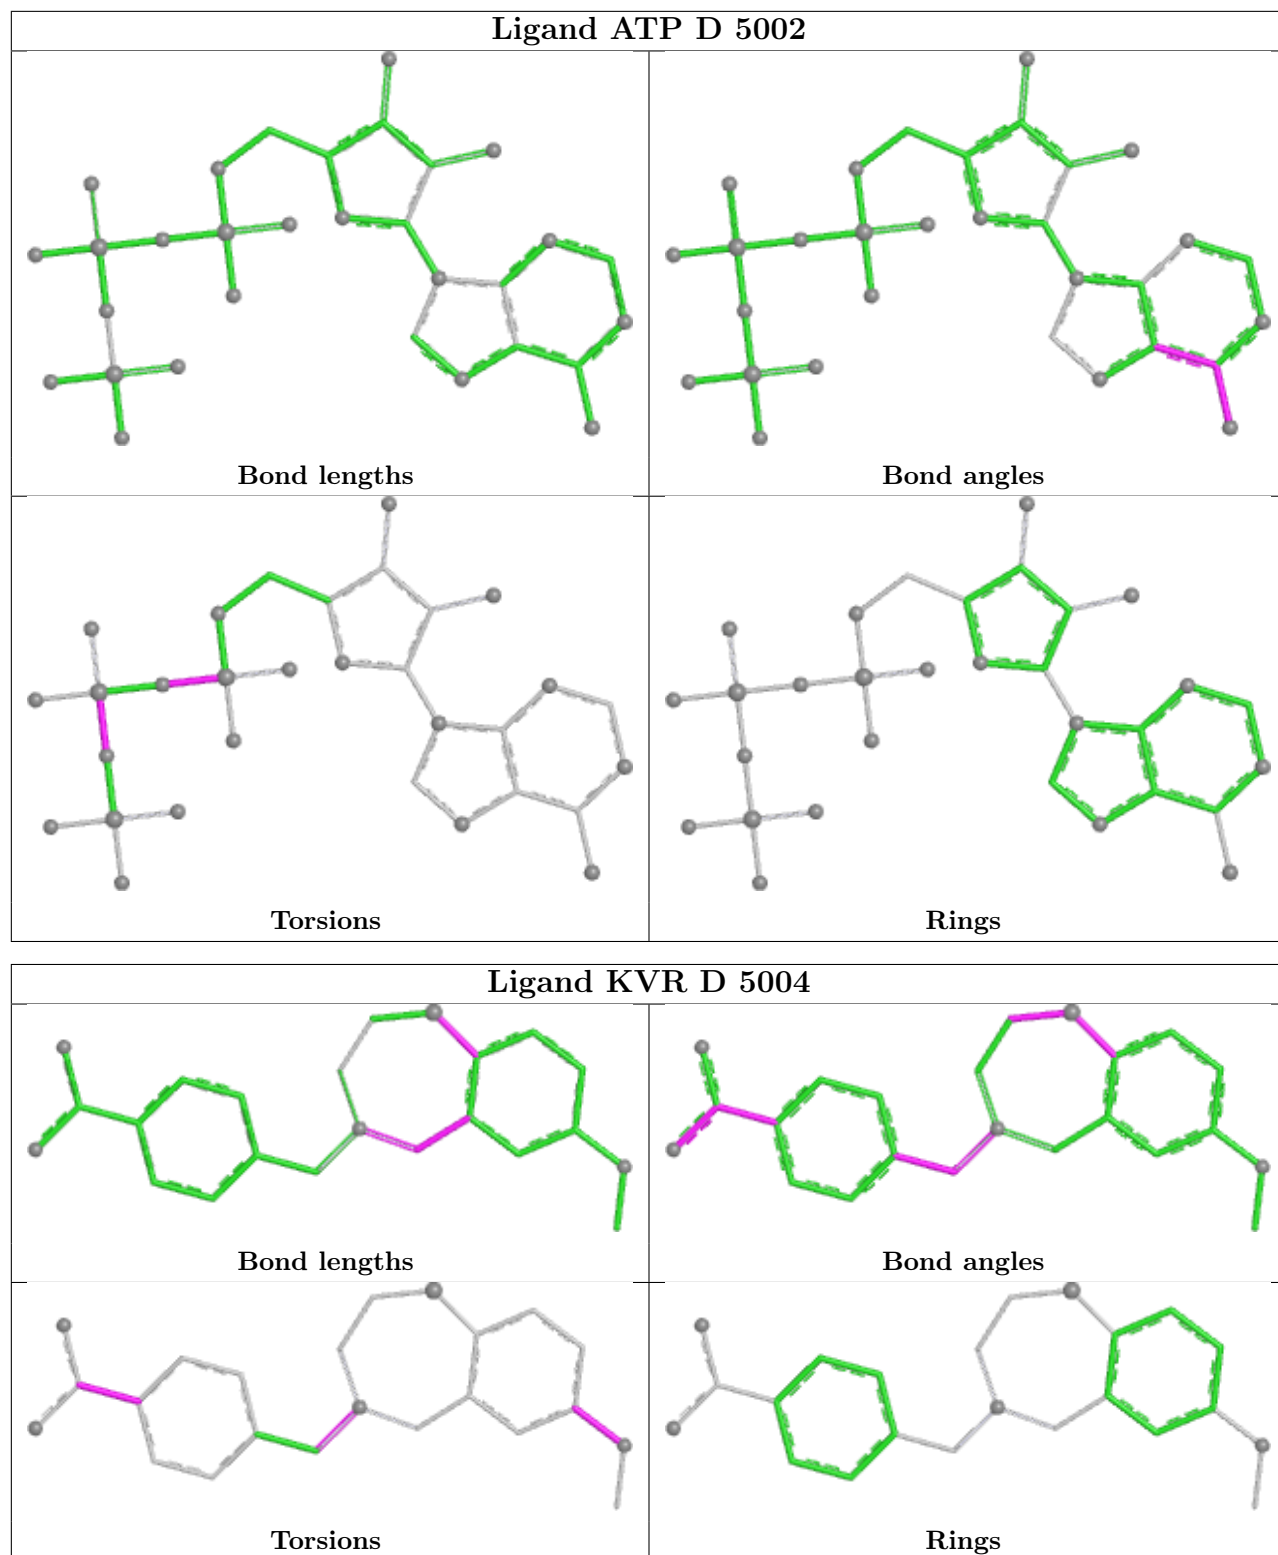 Ligand ATP D 5002
Bond lengths
Bond angles
Torsions
Rings
Ligand KVR D 5004
Bond lengths
Bond angles
Torsions
Rings